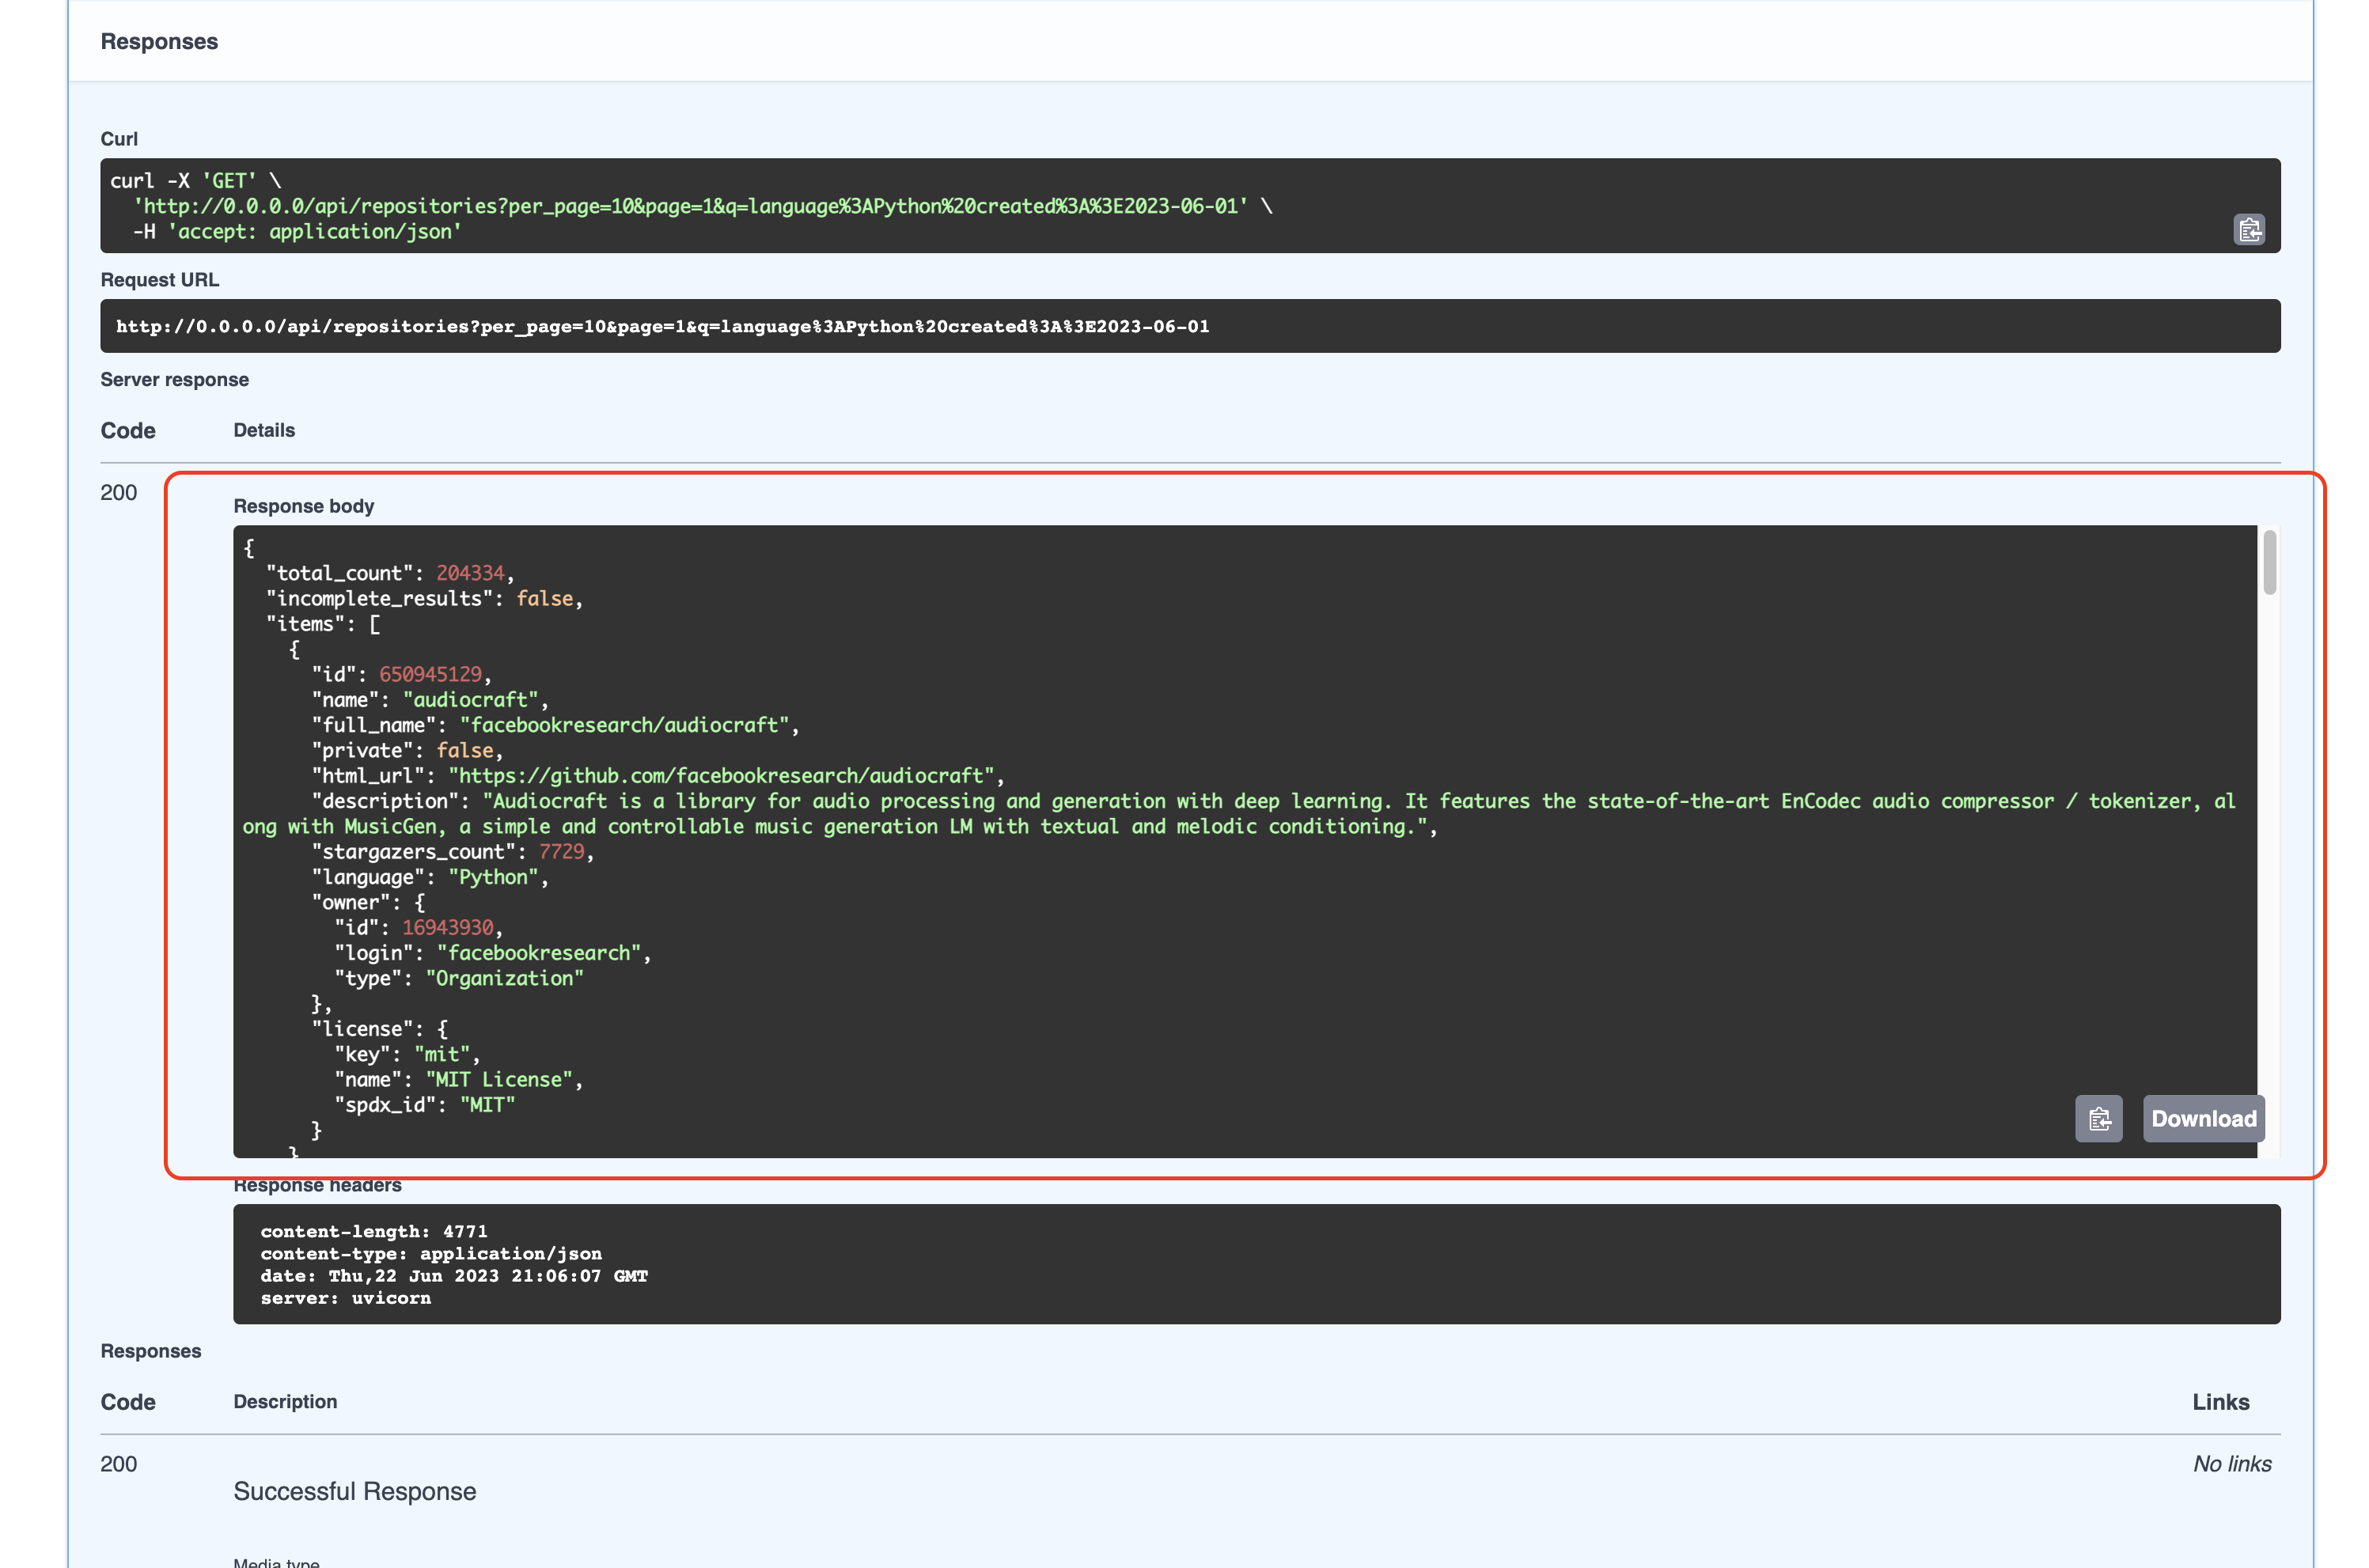 Responses
Curl
curl -X 'GET' \
  'http://0.0.0.0/api/repositories?per_page=10&page=1&q=language%3APython%20created%3A%3E2023-06-01' \
  -H 'accept: application/json'
Request URL
http://0.0.0.0/api/repositories?per_page=10&page=1&q=language%3APython%20created%3A%3E2023-06-01
Server response
Code Details
200
Response body
{
  "total_count": 204334,
  "incomplete_results": false,
  "items": [
    {
      "id": 650945129,
      "name": "audiocraft",
      "full_name": "facebookresearch/audiocraft",
      "private": false,
      "html_url": "https://github.com/facebookresearch/audiocraft",
      "description": "Audiocraft is a library for audio processing and generation with deep learning. It features the state-of-the-art EnCodec audio compressor / tokenizer, al
ong with MusicGen, a simple and controllable music generation LM with textual and melodic conditioning.",
      "stargazers_count": 7729,
      "language": "Python",
      "owner": {
        "id": 16943930,
        "login": "facebookresearch",
        "type": "Organization"
      },
      "license": {
        "key": "mit",
        "name": "MIT License",
        "spdx_id": "MIT"
      }
    }
Download
Response headers
content-length: 4771
content-type: application/json
date: Thu,22 Jun 2023 21:06:07 GMT
server: uvicorn
Responses
Code Description Links
200
Successful Response
No links
Media type